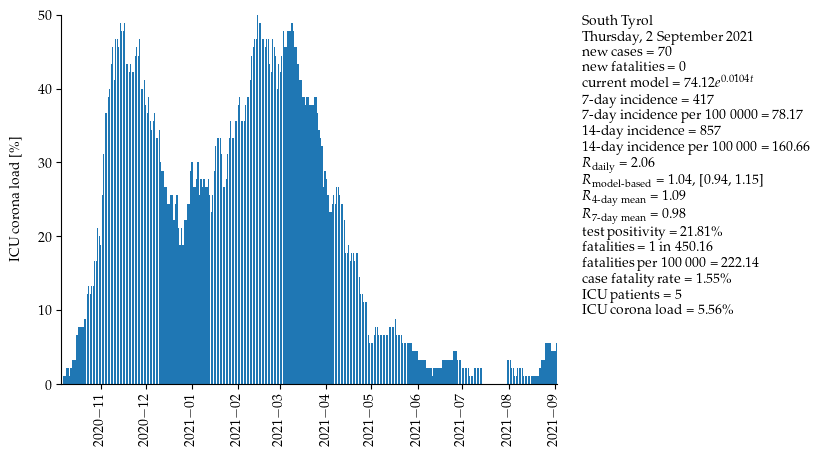 50
40
30
20
10
0
ICU corona load [%]
2020−11
2020−12
2021−01
2021−02
2021−03
2021−04
2021−05
2021−06
2021−07
2021−08
2021−09
South Tyrol
Thursday, 2 September 2021
new cases = 70
new fatalities = 0
current model = 74.12e^0.0104t
7-day incidence = 417
7-day incidence per 100 0000 = 78.17
14-day incidence = 857
14-day incidence per 100 000 = 160.66
R_daily = 2.06
R_model-based = 1.04, [0.94, 1.15]
R_4-day mean = 1.09
R_7-day mean = 0.98
test positivity = 21.81%
fatalities = 1 in 450.16
fatalities per 100 000 = 222.14
case fatality rate = 1.55%
ICU patients = 5
ICU corona load = 5.56%